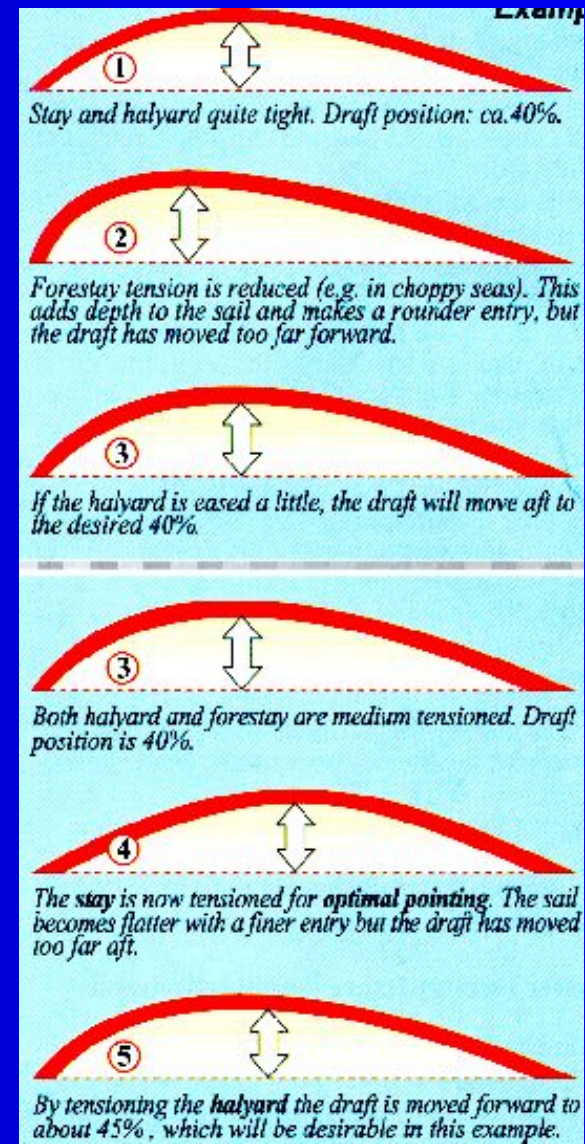 Examp
1
Stay and halyard quite tight. Draft position: ca.40%.
2
Forestay tension is reduced (e.g. in choppy seas). This
adds depth to the sail and makes a rounder entry, but
the draft has moved too far forward.
3
If the halyard is eased a little, the draft will move aft to
the desired 40%.
3
Both halyard and forestay are medium tensioned. Draft
position is 40%.
4
The stay is now tensioned for optimal pointing. The sail
becomes flatter with a finer entry but the draft has moved
too far aft.
5
By tensioning the halyard the draft is moved forward to
about 45%, which will be desirable in this example.